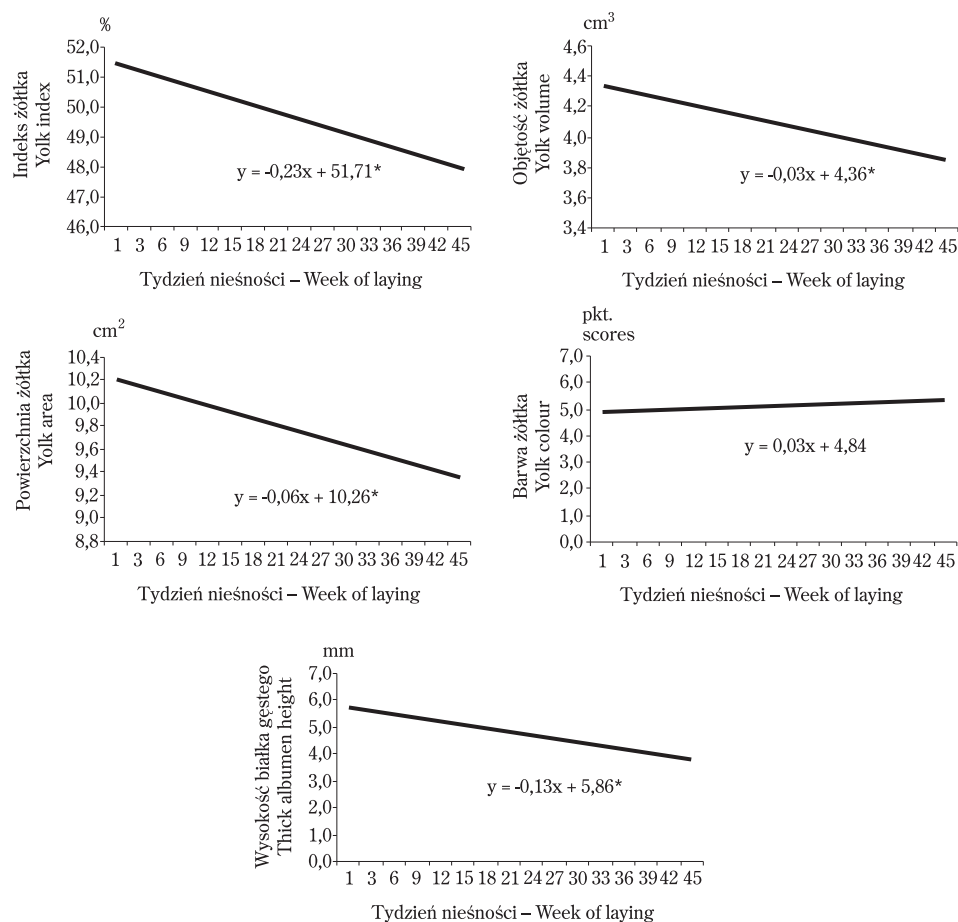 %
52,0
51,0
50,0
49,0
48,0
47,0
46,0
Indeks żółtka
Yolk index
y = -0,23x + 51,71*
1 3 6 9 12 15 18 21 24 27 30 33 36 39 42 45
Tydzień nieśności – Week of laying
cm³
4,6
4,4
4,2
4,0
3,8
3,6
3,4
Objętość żółtka
Yolk volume
y = -0,03x + 4,36*
1 3 6 9 12 15 18 21 24 27 30 33 36 39 42 45
Tydzień nieśności – Week of laying
cm²
10,4
10,2
10,0
9,8
9,6
9,4
9,2
9,0
8,8
Powierzchnia żółtka
Yolk area
y = -0,06x + 10,26*
1 3 6 9 12 15 18 21 24 27 30 33 36 39 42 45
Tydzień nieśności – Week of laying
pkt.
scores
7,0
6,0
7,0
5,0
4,0
3,0
2,0
1,0
0,0
Barwa żółtka
Yolk colour
y = 0,03x + 4,84
1 3 6 9 12 15 18 21 24 27 30 33 36 39 42 45
Tydzień nieśności – Week of laying
mm
7,0
6,0
5,0
4,0
3,0
2,0
1,0
0,0
Wysokość białka gęstego
Thick albumen height
y = -0,13x + 5,86*
1 3 6 9 12 15 18 21 24 27 30 33 36 39 42 45
Tydzień nieśności – Week of laying